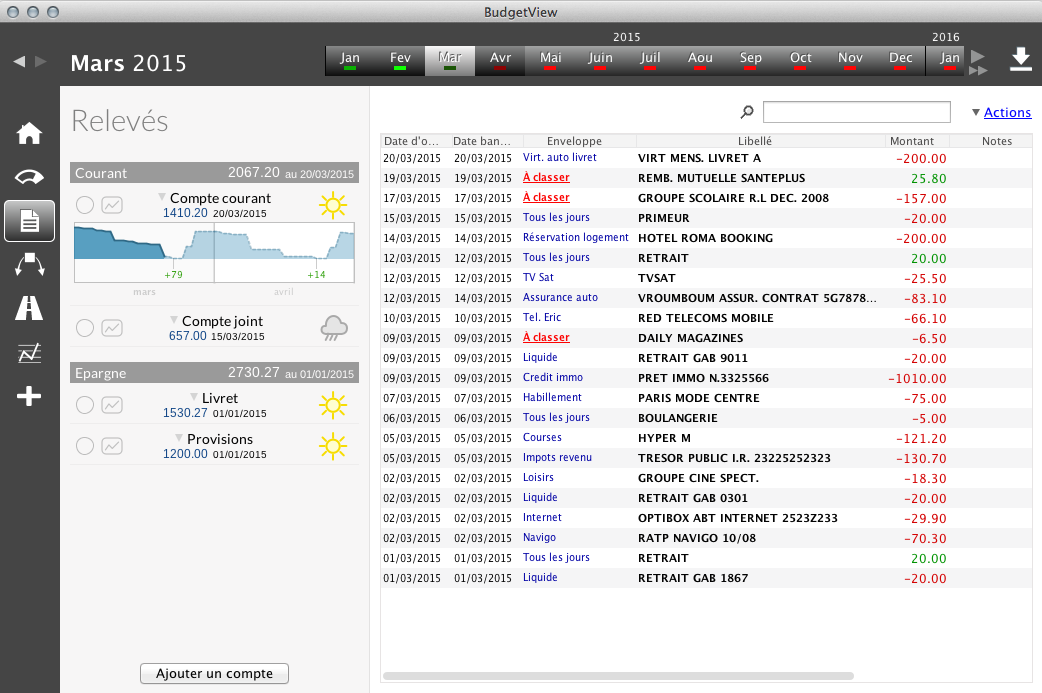 BudgetView
Mars 2015
2015 2016
Jan Fev Mar Avr Mai Juin Juil Aou Sep Oct Nov Dec Jan
Relevés
Courant 2067.20 au 20/03/2015
Compte courant
1410.20 20/03/2015
+79 +14
mars avril
Compte joint
657.00 15/03/2015
Epargne 2730.27 au 01/01/2015
Livret
1530.27 01/01/2015
Provisions
1200.00 01/01/2015
Ajouter un compte
Actions
Date d'o... Date ban... Enveloppe Libellé Montant Notes
20/03/2015 20/03/2015 Virt. auto livret VIRT MENS. LIVRET A -200.00
19/03/2015 19/03/2015 À classer REMB. MUTUELLE SANTEPLUS 25.80
17/03/2015 17/03/2015 À classer GROUPE SCOLAIRE R.L DEC. 2008 -157.00
15/03/2015 15/03/2015 Tous les jours PRIMEUR -20.00
14/03/2015 14/03/2015 Réservation logement HOTEL ROMA BOOKING -200.00
12/03/2015 12/03/2015 Tous les jours RETRAIT 20.00
12/03/2015 12/03/2015 TV Sat TVSAT -25.50
12/03/2015 14/03/2015 Assurance auto VROUMBOUM ASSUR. CONTRAT 5G7878... -83.10
10/03/2015 10/03/2015 Tel. Eric RED TELECOMS MOBILE -66.10
09/03/2015 09/03/2015 À classer DAILY MAGAZINES -6.50
09/03/2015 09/03/2015 Liquide RETRAIT GAB 9011 -20.00
09/03/2015 09/03/2015 Credit immo PRET IMMO N.3325566 -1010.00
07/03/2015 07/03/2015 Habillement PARIS MODE CENTRE -75.00
06/03/2015 06/03/2015 Tous les jours BOULANGERIE -5.00
05/03/2015 05/03/2015 Courses HYPER M -121.20
05/03/2015 05/03/2015 Impots revenu TRESOR PUBLIC I.R. 23225252323 -130.70
02/03/2015 02/03/2015 Loisirs GROUPE CINE SPECT. -18.30
02/03/2015 02/03/2015 Liquide RETRAIT GAB 0301 -20.00
02/03/2015 02/03/2015 Internet OPTIBOX ABT INTERNET 2523Z233 -29.90
02/03/2015 02/03/2015 Navigo RATP NAVIGO 10/08 -70.30
01/03/2015 01/03/2015 Tous les jours RETRAIT 20.00
01/03/2015 01/03/2015 Liquide RETRAIT GAB 1867 -20.00